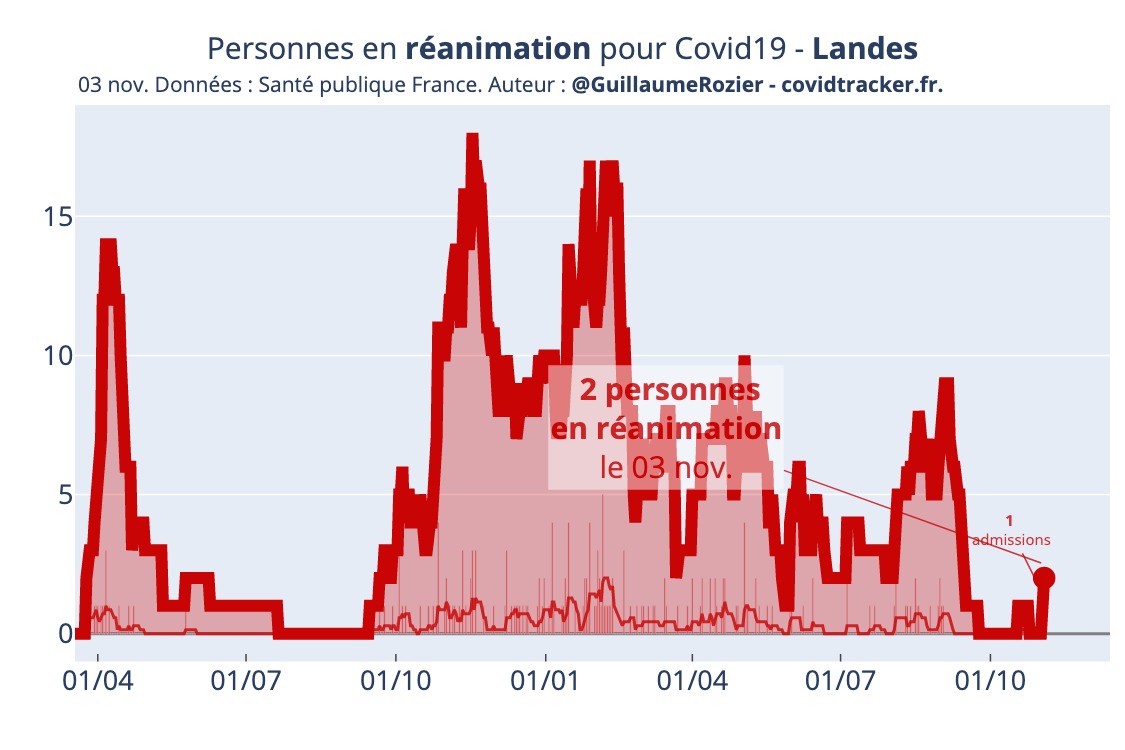 Personnes en réanimation pour Covid19 - Landes
03 nov. Données : Santé publique France. Auteur : @GuillaumeRozier - covidtracker.fr.
15
10
5
0
2 personnes
en réanimation
le 03 nov.
1
admissions
01/04 01/07 01/10 01/01 01/04 01/07 01/10